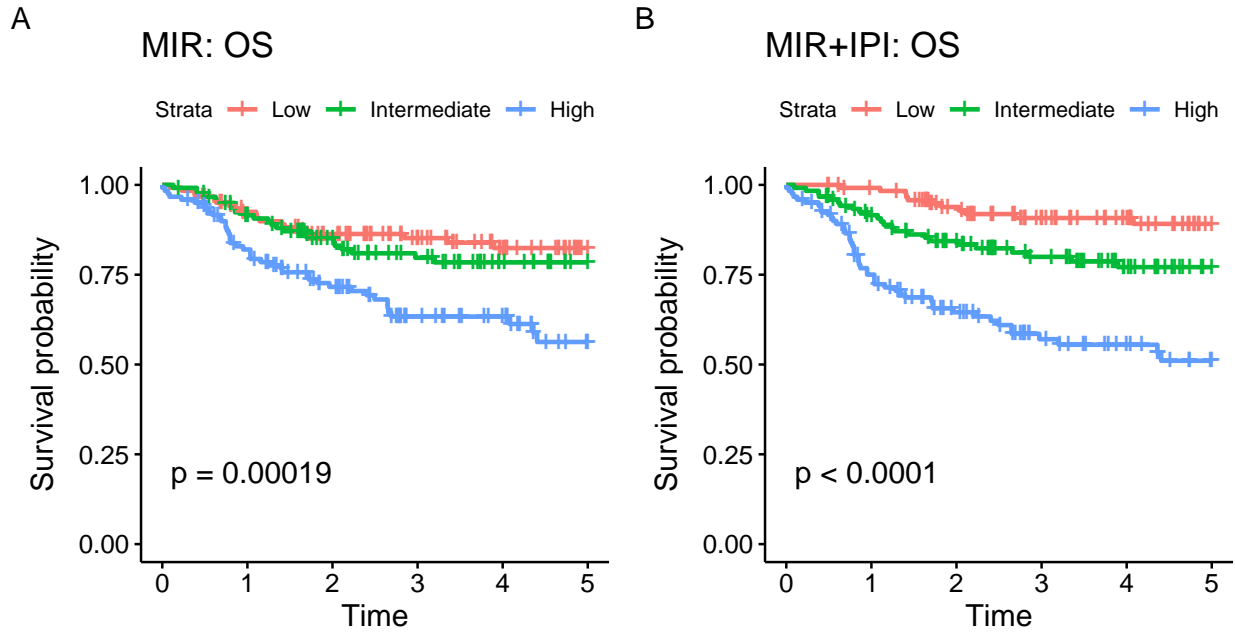 A
MIR: OS
Strata Low Intermediate High
Survival probability
1.00
0.75
0.50
0.25
0.00
p = 0.00019
0 1 2 3 4 5
Time
B
MIR+IPI: OS
Strata Low Intermediate High
Survival probability
1.00
0.75
0.50
0.25
0.00
p < 0.0001
0 1 2 3 4 5
Time